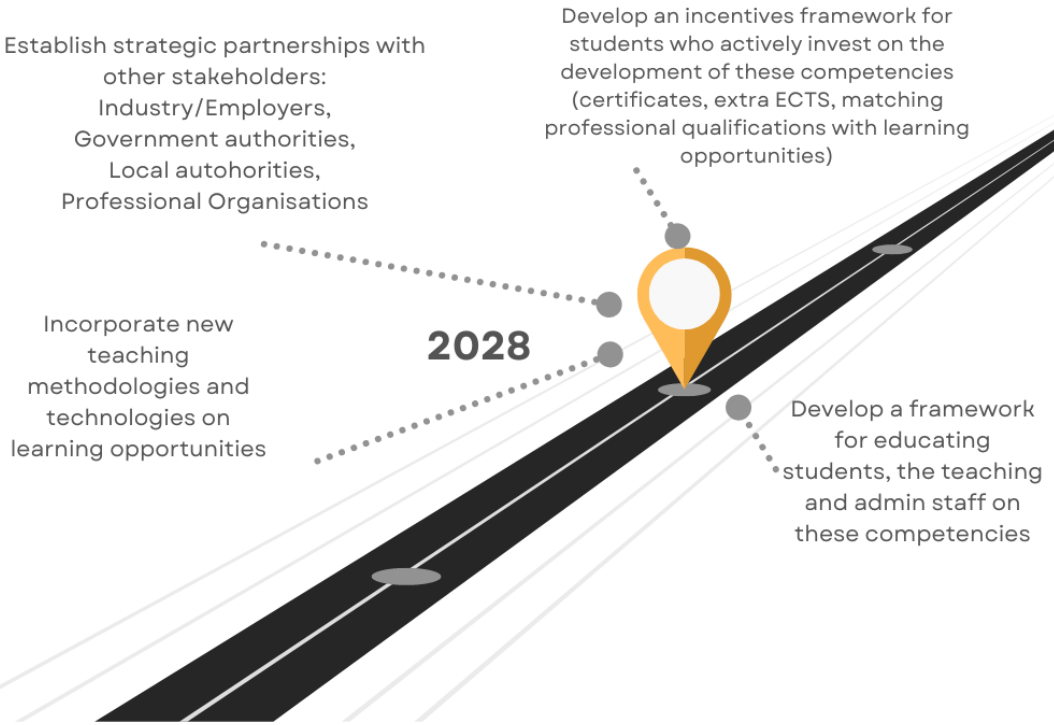 Establish strategic partnerships with
other stakeholders:
Industry/Employers,
Government authorities,
Local autohorities,
Professional Organisations
Develop an incentives framework for
students who actively invest on the
development of these competencies
(certificates, extra ECTS, matching
professional qualifications with learning
opportunities)
Incorporate new
teaching
methodologies and
technologies on
learning opportunities
2028
Develop a framework
for educating
students, the teaching
and admin staff on
these competencies